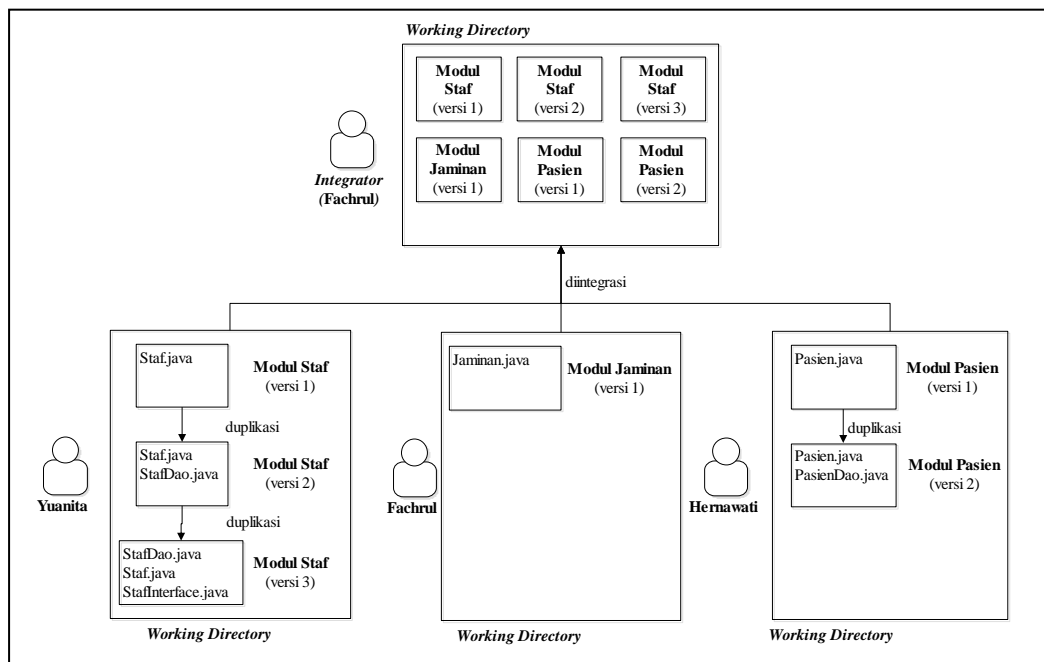 Working Directory
Modul
Staf
(versi 1)
Modul
Staf
(versi 2)
Modul
Staf
(versi 3)
Modul
Jaminan
(versi 1)
Modul
Pasien
(versi 1)
Modul
Pasien
(versi 2)
Integrator
(Fachrul)
diintegrasi
Staf.java
Modul Staf
(versi 1)
duplikasi
Staf.java
StafDao.java
Modul Staf
(versi 2)
duplikasi
StafDao.java
Staf.java
StafInterface.java
Modul Staf
(versi 3)
Yuanita
Working Directory
Jaminan.java
Modul Jaminan
(versi 1)
Fachrul
Working Directory
Pasien.java
Modul Pasien
(versi 1)
duplikasi
Pasien.java
PasienDao.java
Modul Pasien
(versi 2)
Hernawati
Working Directory